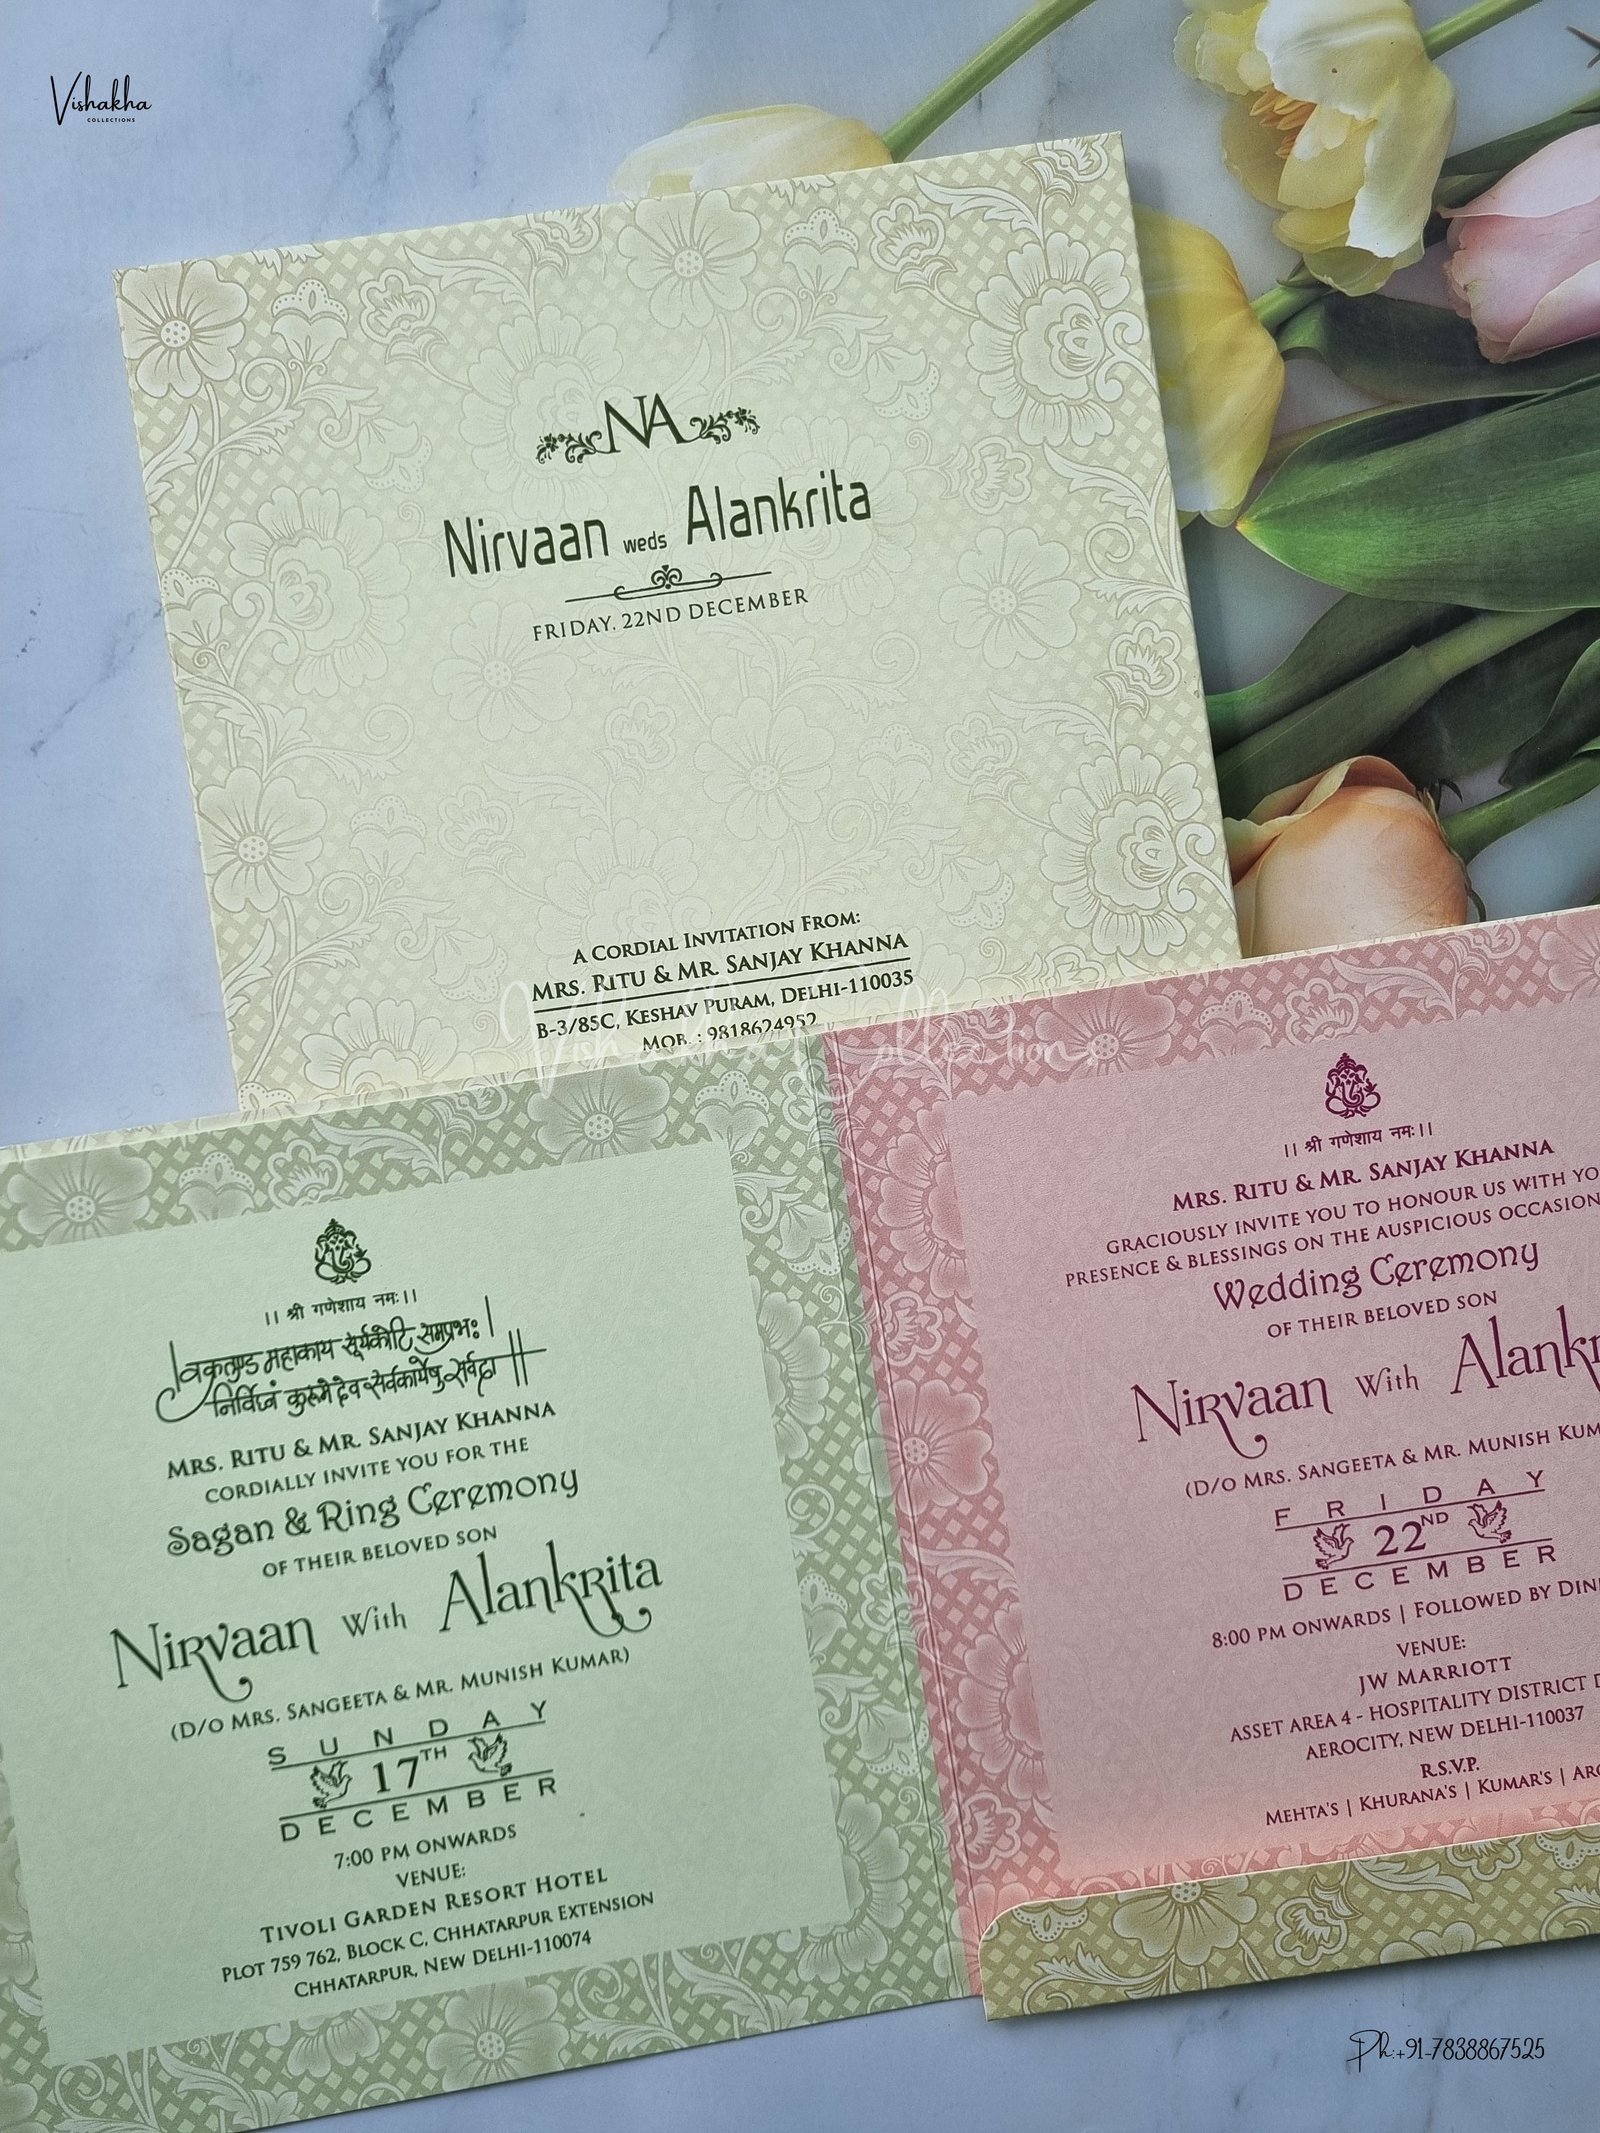 Vishakha
COLLECTIONS
NA
Nirvaan weds Alankrita
FRIDAY, 22ND DECEMBER
A CORDIAL INVITATION FROM:
MRS. RITU & MR. SANJAY KHANNA
B-3/85C, KESHAV PURAM, DELHI-110035
MOB. : 9818624952
Vishakha Collections
।। श्री गणेशाय नमः।।
वक्रतुण्ड महाकाय सूर्यकोटि समप्रभः।
निर्विघ्नं कुरूमे देव सर्वकार्येषु सर्वदा ॥
MRS. RITU & MR. SANJAY KHANNA
CORDIALLY INVITE YOU FOR THE
Sagan & Ring Ceremony
OF THEIR BELOVED SON
Nirvaan With Alankrita
(D/O MRS. SANGEETA & MR. MUNISH KUMAR)
SUNDAY
17TH
DECEMBER
7:00 PM ONWARDS
VENUE:
TIVOLI GARDEN RESORT HOTEL
PLOT 759 762, BLOCK C, CHHATARPUR EXTENSION
CHHATARPUR, NEW DELHI-110074
।। श्री गणेशाय नमः।।
MRS. RITU & MR. SANJAY KHANNA
GRACIOUSLY INVITE YOU TO HONOUR US WITH YO
PRESENCE & BLESSINGS ON THE AUSPICIOUS OCCASION
Wedding Ceremony
OF THEIR BELOVED SON
Nirvaan With Alankr
(D/O MRS. SANGEETA & MR. MUNISH KUM
FRIDAY
22ND
DECEMBER
8:00 PM ONWARDS | FOLLOWED BY DIN
VENUE:
JW MARRIOTT
ASSET AREA 4 - HOSPITALITY DISTRICT D
AEROCITY, NEW DELHI-110037
R.S.V.P.
MEHTA'S | KHURANA'S | KUMAR'S | ARO
Ph:+91-7838867525